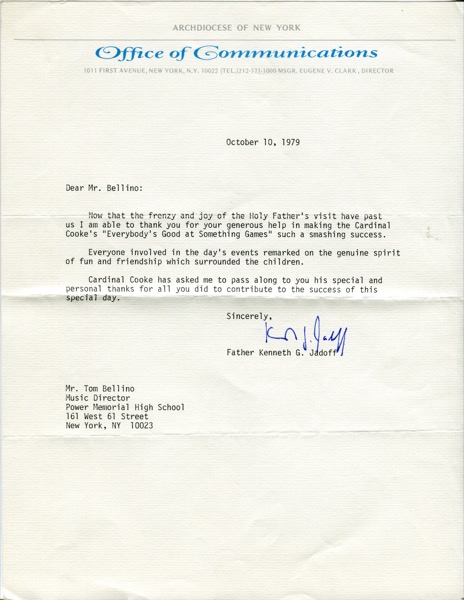 ARCHDIOCESE OF NEW YORK
Office of Communications
1011 FIRST AVENUE, NEW YORK, N.Y. 10022 (TEL.(212-371-1000 MSGR. EUGENE V. CLARK, DIRECTOR
October 10, 1979
Dear Mr. Bellino:
Now that the frenzy and joy of the Holy Father's visit have past
us I am able to thank you for your generous help in making the Cardinal
Cooke's "Everybody's Good at Something Games" such a smashing success.
Everyone involved in the day's events remarked on the genuine spirit
of fun and friendship which surrounded the children.
Cardinal Cooke has asked me to pass along to you his special and
personal thanks for all you did to contribute to the success of this
special day.
Sincerely,
Father Kenneth G. Jadoff
Mr. Tom Bellino
Music Director
Power Memorial High School
161 West 61 Street
New York, NY 10023